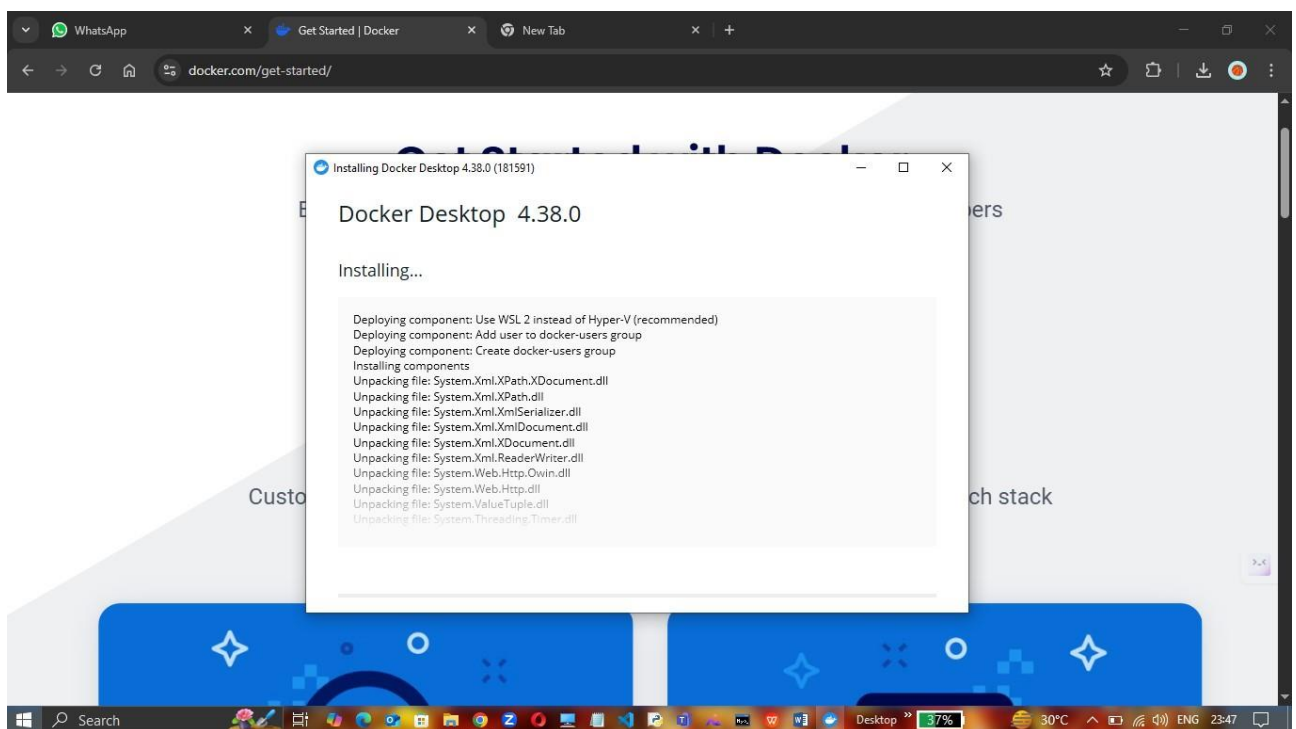 WhatsApp
Get Started | Docker
New Tab
docker.com/get-started/
Installing Docker Desktop 4.38.0 (181591)
Docker Desktop 4.38.0
Installing...
Deploying component: Use WSL 2 instead of Hyper-V (recommended)
Deploying component: Add user to docker-users group
Deploying component: Create docker-users group
Installing components
Unpacking file: System.Xml.XPath.XDocument.dll
Unpacking file: System.Xml.XPath.dll
Unpacking file: System.Xml.XmlSerializer.dll
Unpacking file: System.Xml.XmlDocument.dll
Unpacking file: System.Xml.XDocument.dll
Unpacking file: System.Xml.ReaderWriter.dll
Unpacking file: System.Web.Http.Owin.dll
Unpacking file: System.Web.Http.dll
Unpacking file: System.ValueTuple.dll
Unpacking file: System.Threading.Timer.dll
E pers
Custo ch stack
Search
Desktop 37% 30°C ENG 23:47